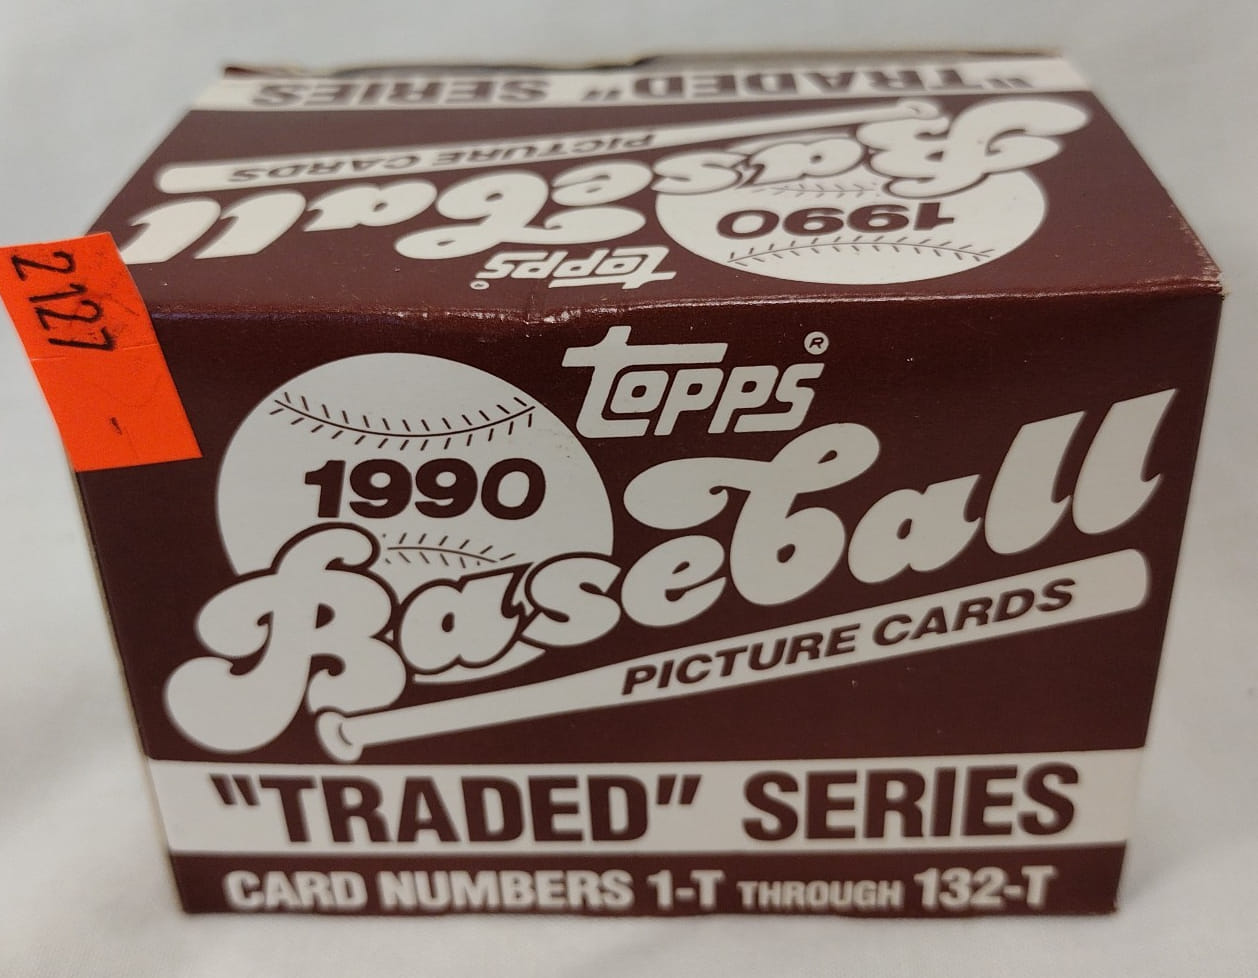 "TRADED" SERIES
PICTURE CARDS
Baseball
1990
topps
2127
topps®
1990
Baseball
PICTURE CARDS
"TRADED" SERIES
CARD NUMBERS 1-T THROUGH 132-T